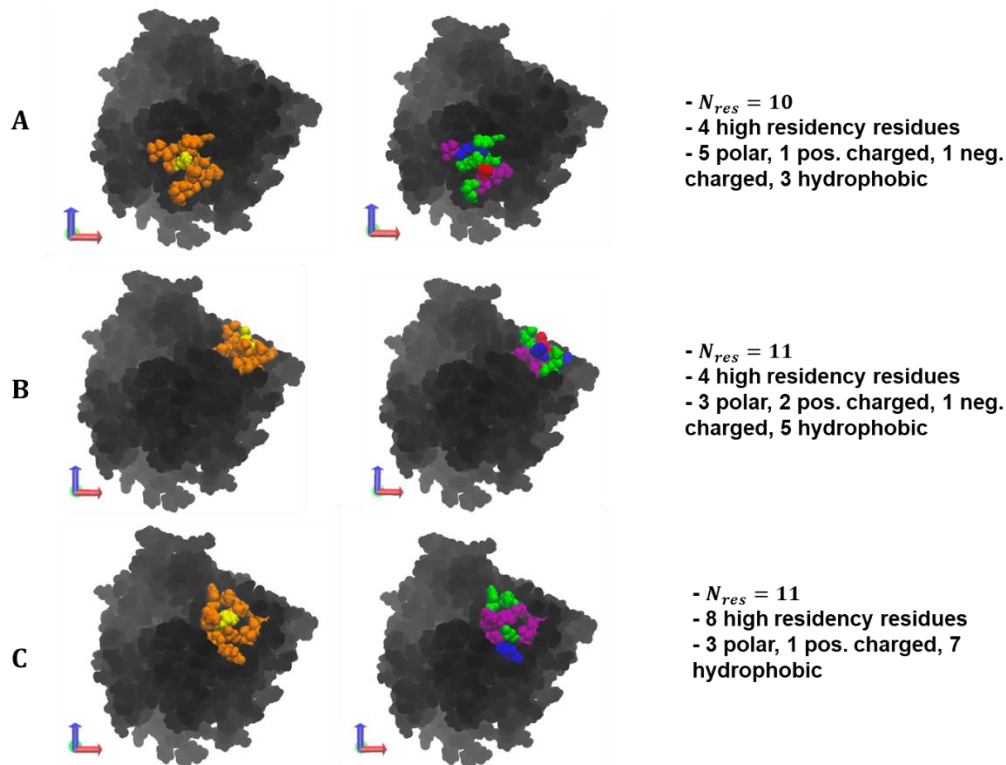 A
- N_res = 10
- 4 high residency residues
- 5 polar, 1 pos. charged, 1 neg.
charged, 3 hydrophobic
B
- N_res = 11
- 4 high residency residues
- 3 polar, 2 pos. charged, 1 neg.
charged, 5 hydrophobic
C
- N_res = 11
- 8 high residency residues
- 3 polar, 1 pos. charged, 7
hydrophobic